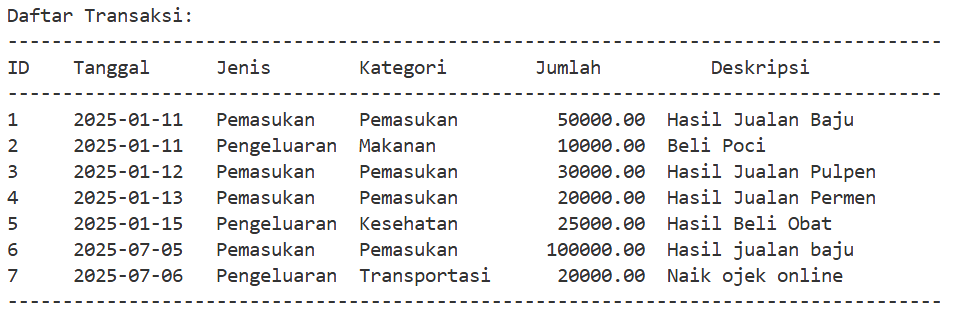 Daftar Transaksi:
-------------------------------------------------------------------------------------
ID    Tanggal      Jenis        Kategori        Jumlah          Deskripsi
-------------------------------------------------------------------------------------
1     2025-01-11   Pemasukan    Pemasukan         50000.00  Hasil Jualan Baju
2     2025-01-11   Pengeluaran  Makanan           10000.00  Beli Poci
3     2025-01-12   Pemasukan    Pemasukan         30000.00  Hasil Jualan Pulpen
4     2025-01-13   Pemasukan    Pemasukan         20000.00  Hasil Jualan Permen
5     2025-01-15   Pengeluaran  Kesehatan         25000.00  Hasil Beli Obat
6     2025-07-05   Pemasukan    Pemasukan        100000.00  Hasil jualan baju
7     2025-07-06   Pengeluaran  Transportasi      20000.00  Naik ojek online
-------------------------------------------------------------------------------------